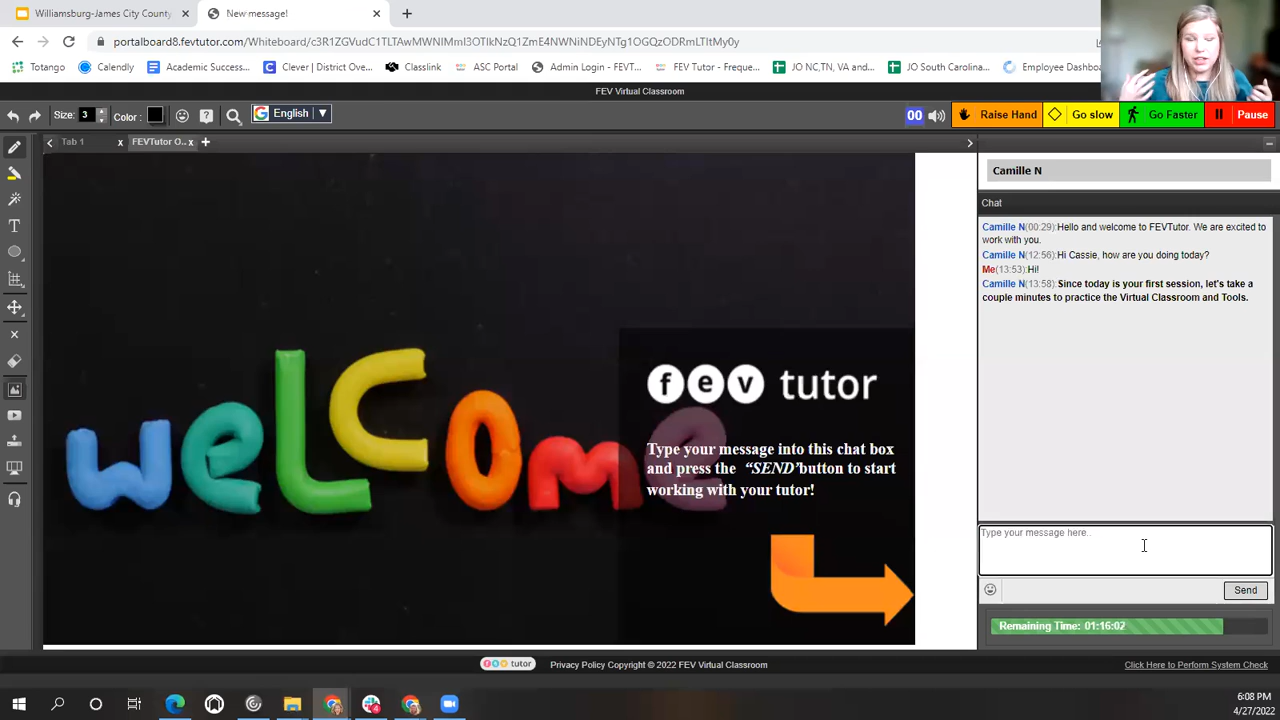 Williamsburg-James City County
New message!
portalboard8.fevtutor.com/Whiteboard/
Totango
Calendly
Academic Success...
Clever | District Ove...
Classlink
ASC Portal
Admin Login - FEVT...
FEV Tutor - Freque...
JO NC,TN, VA and...
JO South Carolina...
Employee Dashboa
FEV Virtual Classroom
Size: 3 Color: English 00 Raise Hand Go slow Go Faster Pause
Tab 1 x FEVTutor O.. x
Camille N
Chat
Camille N(00:29):Hello and welcome to FEVTutor. We are excited to
work with you.
Camille N(12:56):Hi Cassie, how are you doing today?
Me(13:53):Hi!
Camille N(13:58):Since today is your first session, let's take a
couple minutes to practice the Virtual Classroom and Tools.
welcome
fev tutor
Type your message into this chat box
and press the “SEND’button to start
working with your tutor!
Type your message here..
Send
Remaining Time: 01:16:02
fev tutor Privacy Policy Copyright © 2022 FEV Virtual Classroom
Click Here to Perform System Check
6:08 PM
4/27/2022